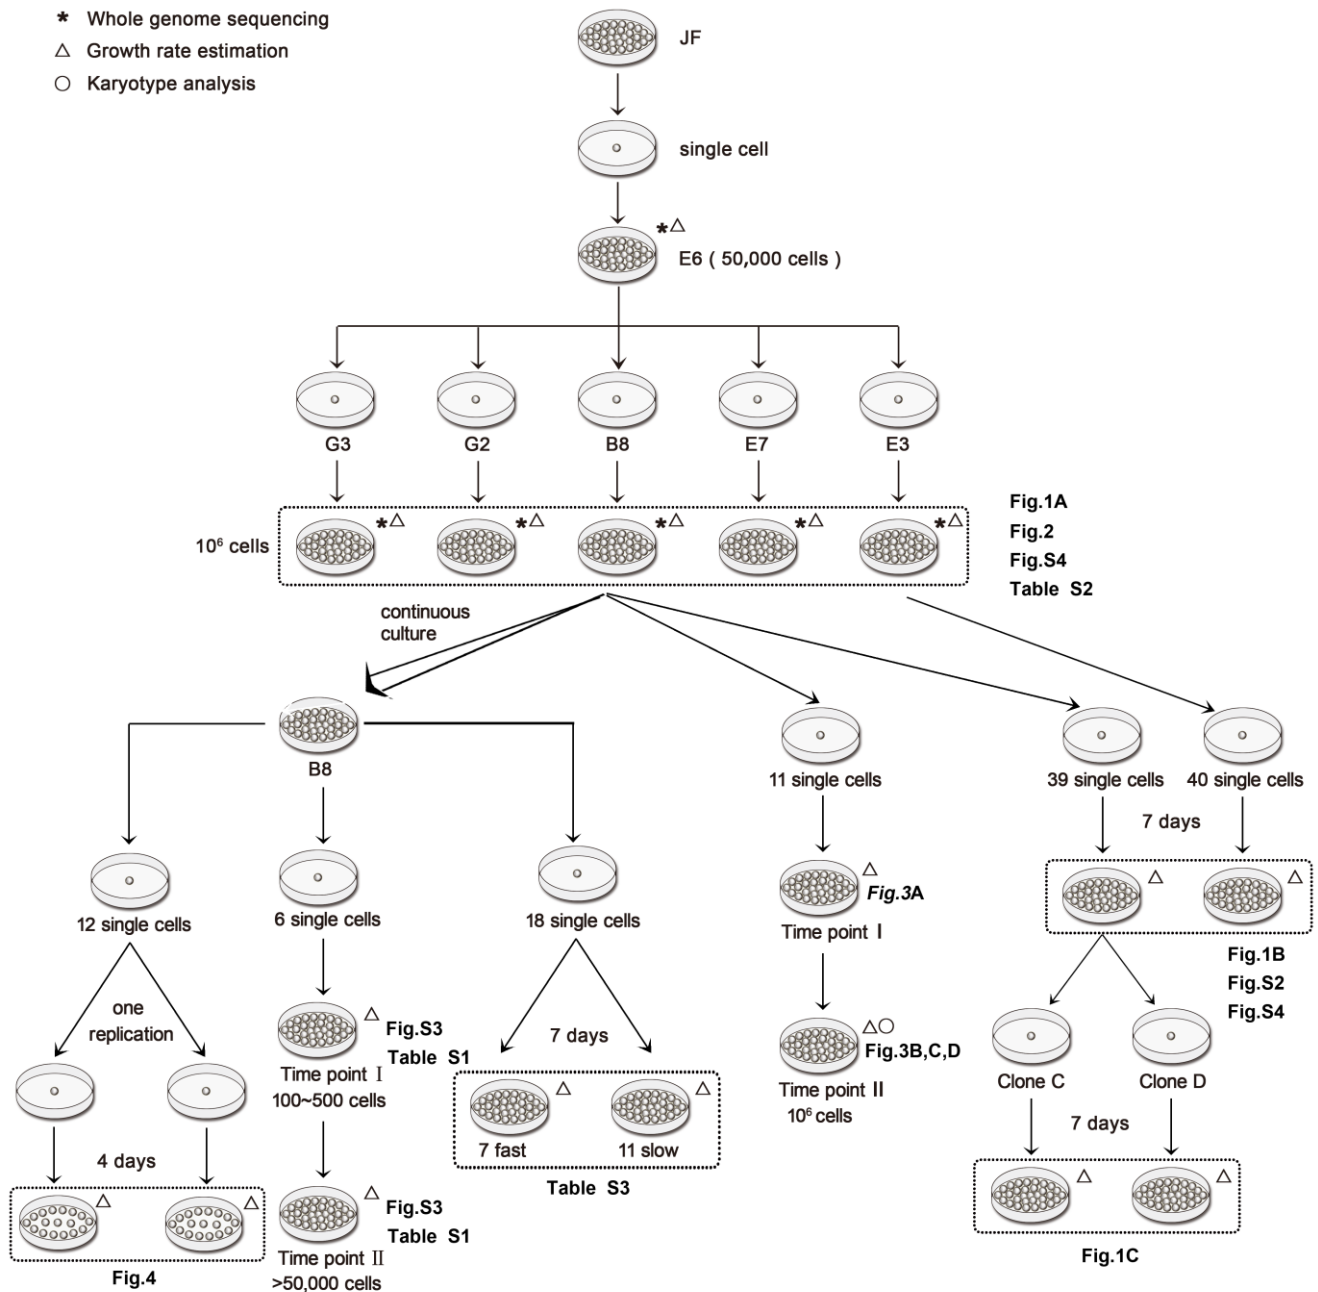 * Whole genome sequencing
△ Growth rate estimation
○ Karyotype analysis
JF
single cell
*△
E6 ( 50,000 cells )
G3 G2 B8 E7 E3
10⁶ cells
*△ *△ *△ *△ *△
Fig.1A
Fig.2
Fig.S4
Table S2
continuous
culture
B8
11 single cells
39 single cells 40 single cells
7 days
12 single cells
6 single cells
18 single cells
△
Fig.3A
Time point I
△ △
Fig.1B
Fig.S2
Fig.S4
one
replication
△ Fig.S3
Table S1
Time point I
100~500 cells
7 days
△ △
7 fast 11 slow
Table S3
△○
Fig.3B,C,D
Time point II
10⁶ cells
Clone C Clone D
7 days
△ △
Fig.1C
4 days
△ △
Fig.4
△ Fig.S3
Table S1
Time point II
>50,000 cells